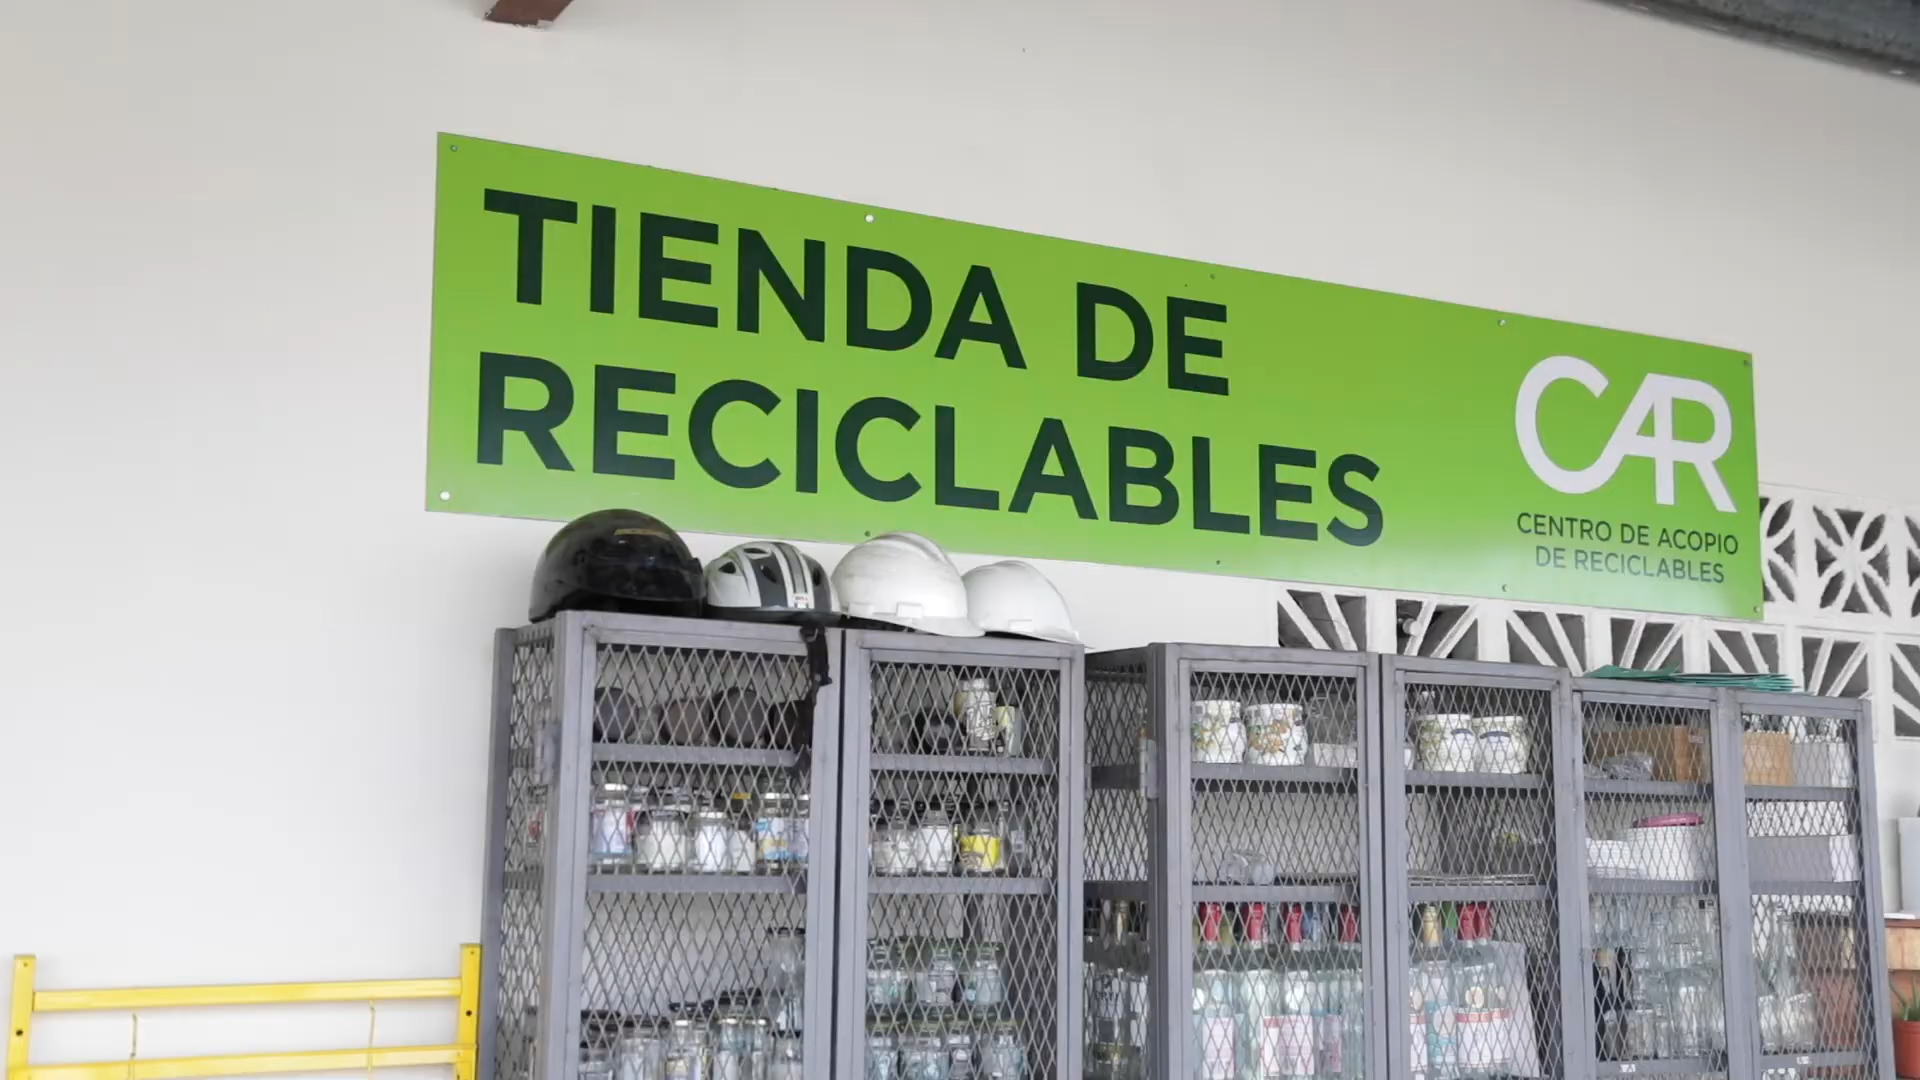 TIENDA DE
RECICLABLES
CAR
CENTRO DE ACOPIO
DE RECICLABLES